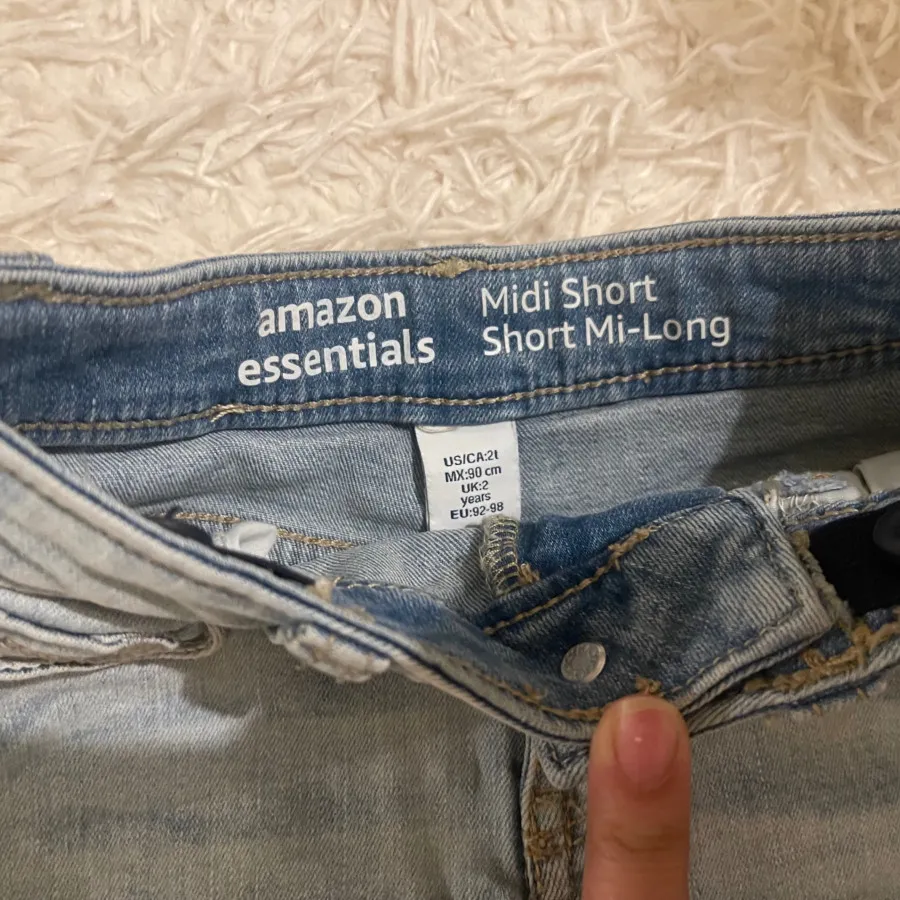 amazon
essentials
Midi Short
Short Mi-Long
US/CA:2t
MX:90 cm
UK:2
years
EU:92-98